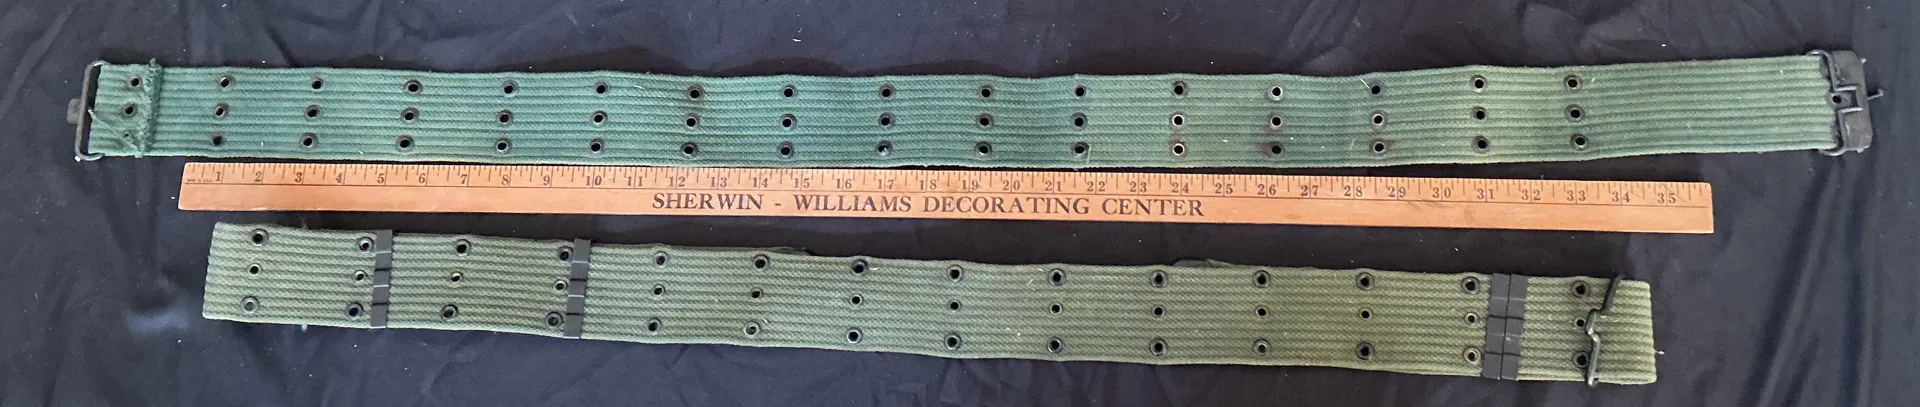 1 2 3 4 5 6 7 8 9 10 11 12 13 14 15 16 17 18 19 20 21 22 23 24 25 26 27 28 29 30 31 32 33 34 35
SHERWIN - WILLIAMS DECORATING CENTER